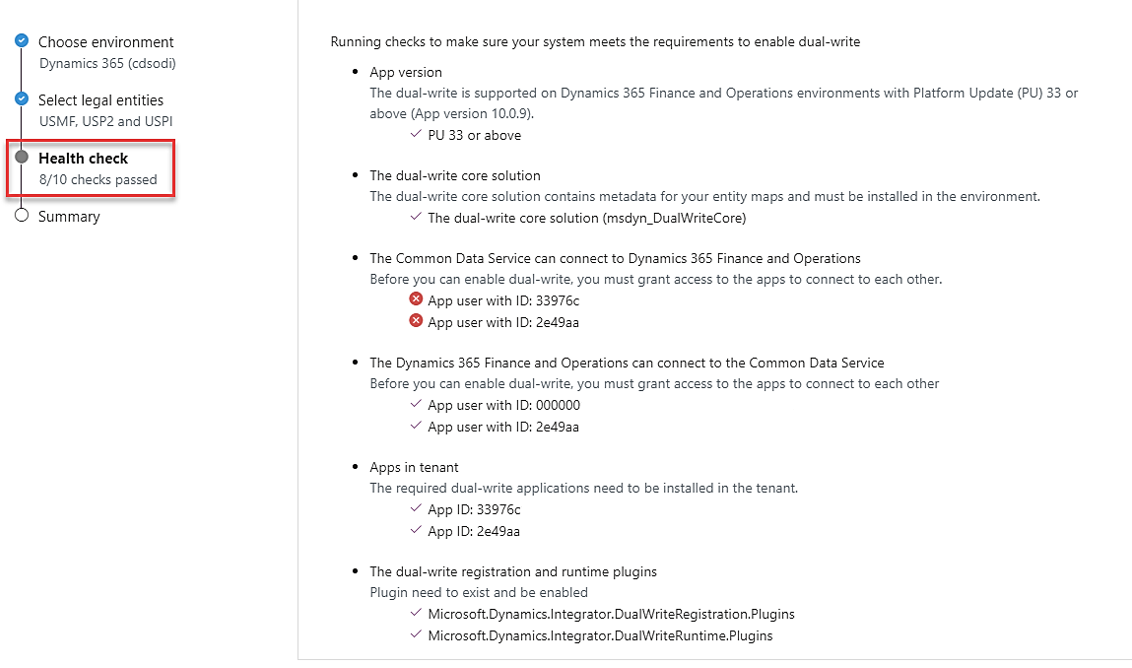 Choose environment
Dynamics 365 (cdsodi)
Select legal entities
USMF, USP2 and USPI
Health check
8/10 checks passed
Summary
Running checks to make sure your system meets the requirements to enable dual-write
App version
The dual-write is supported on Dynamics 365 Finance and Operations environments with Platform Update (PU) 33 or
above (App version 10.0.9).
PU 33 or above
The dual-write core solution
The dual-write core solution contains metadata for your entity maps and must be installed in the environment.
The dual-write core solution (msdyn_DualWriteCore)
The Common Data Service can connect to Dynamics 365 Finance and Operations
Before you can enable dual-write, you must grant access to the apps to connect to each other.
App user with ID: 33976c
App user with ID: 2e49aa
The Dynamics 365 Finance and Operations can connect to the Common Data Service
Before you can enable dual-write, you must grant access to the apps to connect to each other
App user with ID: 000000
App user with ID: 2e49aa
Apps in tenant
The required dual-write applications need to be installed in the tenant.
App ID: 33976c
App ID: 2e49aa
The dual-write registration and runtime plugins
Plugin need to exist and be enabled
Microsoft.Dynamics.Integrator.DualWriteRegistration.Plugins
Microsoft.Dynamics.Integrator.DualWriteRuntime.Plugins